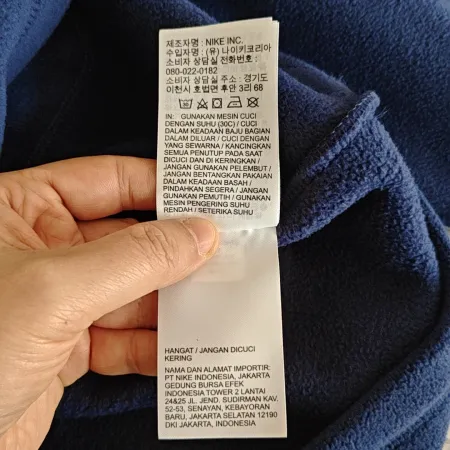 제조자명 : NIKE INC.
수입자명 : (유) 나이키코리아
소비자 상담실 전화번호 :
080-022-0182
소비자 상담실 주소 : 경기도
이천시 호법면 후안 3리 68
30
IN: GUNAKAN MESIN CUCI
DENGAN SUHU (30C) / CUCI
DALAM KEADAAN BAJU BAGIAN
DALAM DILUAR / CUCI DENGAN
YANG SEWARNA / KANCINGKAN
SEMUA PENUTUP PADA SAAT
DICUCI DAN DI KERINGKAN /
JANGAN GUNAKAN PELEMBUT /
JANGAN BENTANGKAN PAKAIAN
DALAM KEADAAN BASAH /
PINDAHKAN SEGERA / JANGAN
GUNAKAN PEMUTIH / GUNAKAN
MESIN PENGERING SUHU
RENDAH / SETERIKA SUHU
HANGAT / JANGAN DICUCI
KERING
NAMA DAN ALAMAT IMPORTIR:
PT NIKE INDONESIA, JAKARTA
GEDUNG BURSA EFEK
INDONESIA TOWER 2 LANTAI
24&25 JL. JEND. SUDIRMAN KAV.
52-53, SENAYAN, KEBAYORAN
BARU, JAKARTA SELATAN 12190
DKI JAKARTA, INDONESIA